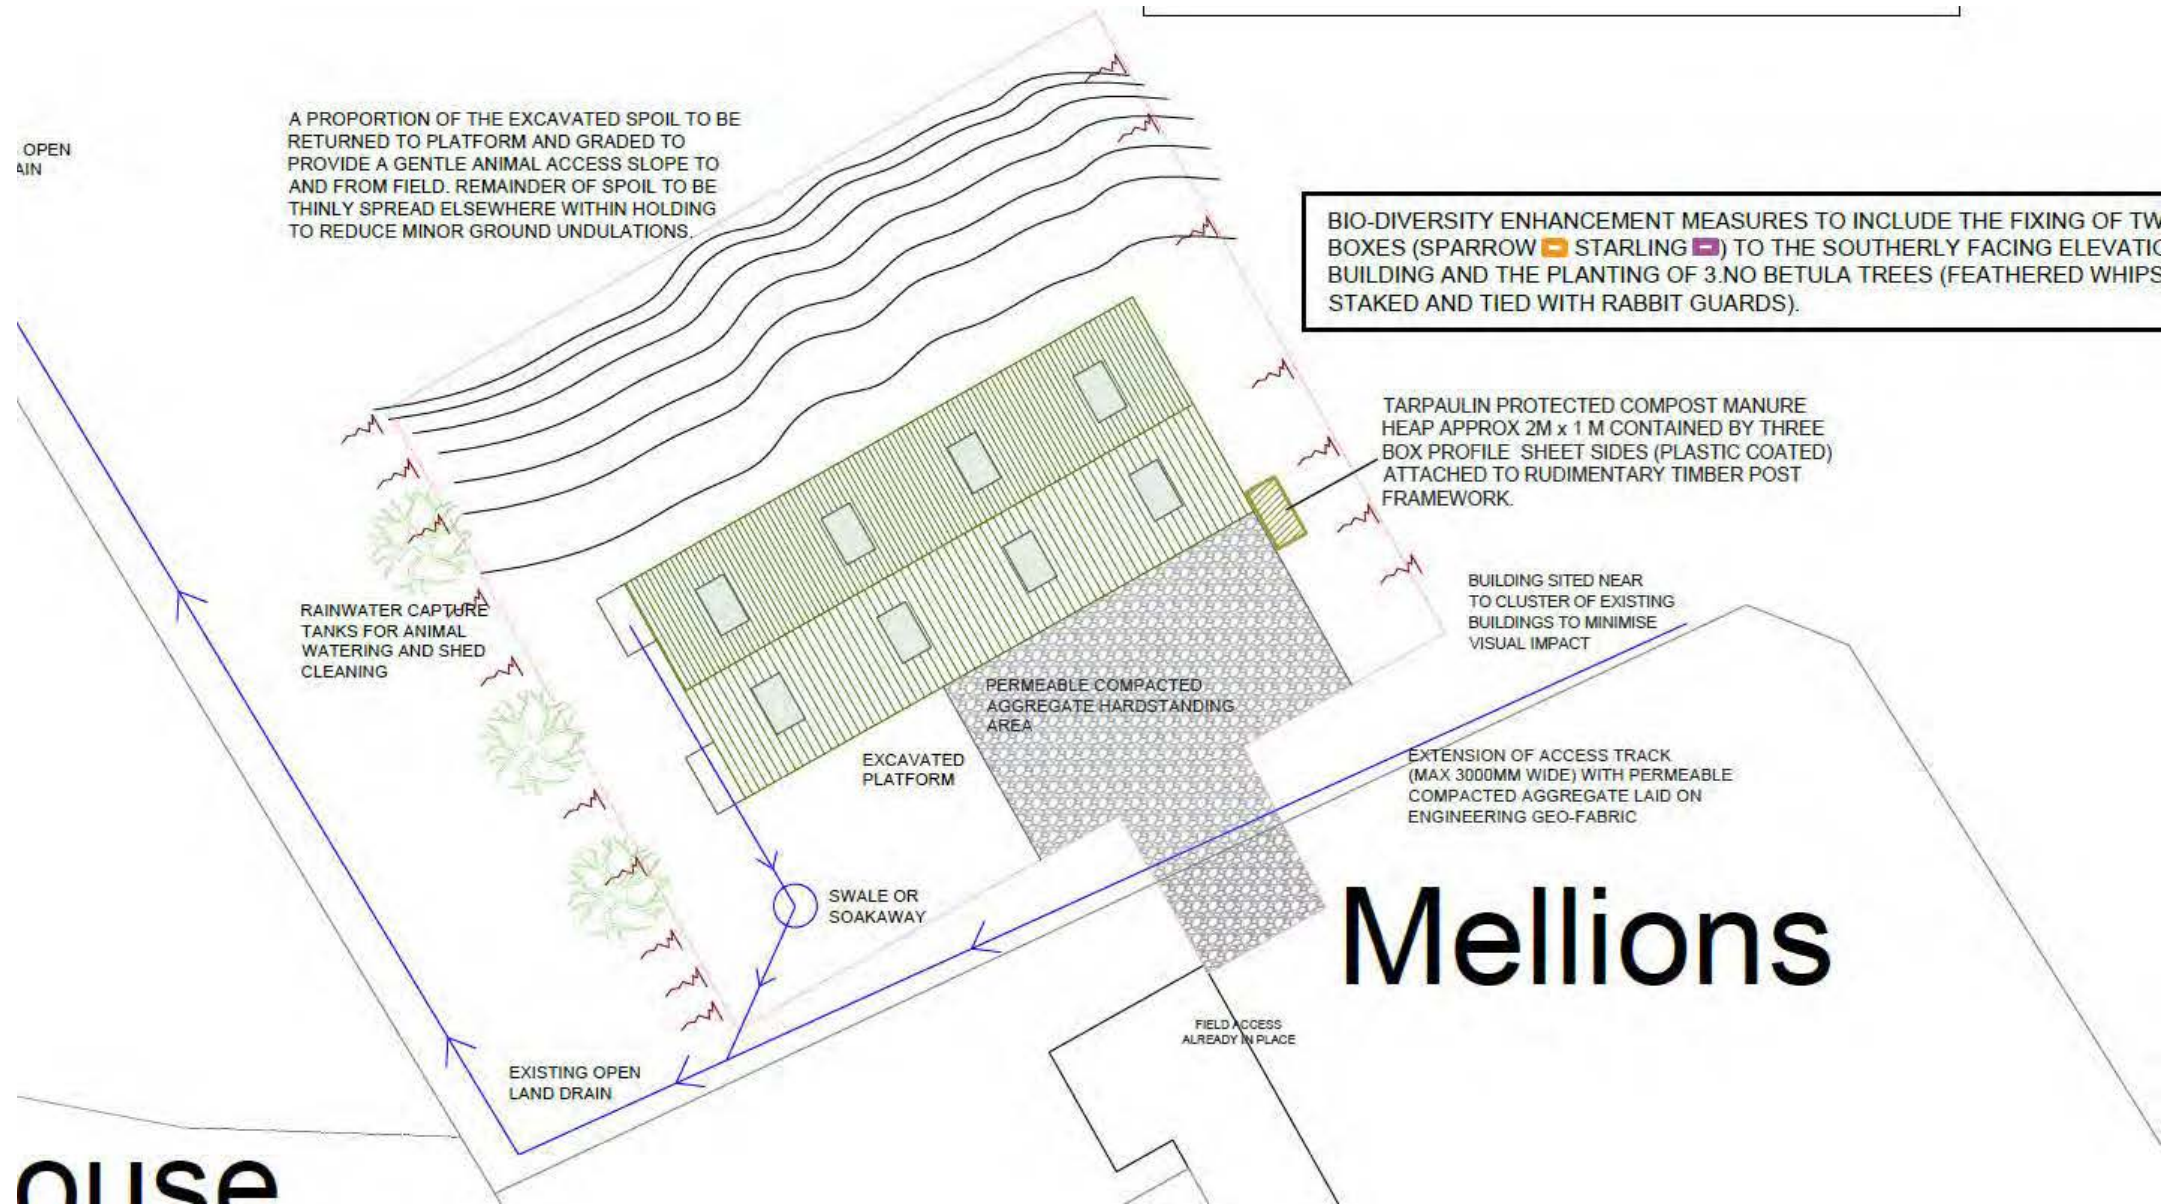 OPEN
AIN
A PROPORTION OF THE EXCAVATED SPOIL TO BE
RETURNED TO PLATFORM AND GRADED TO
PROVIDE A GENTLE ANIMAL ACCESS SLOPE TO
AND FROM FIELD. REMAINDER OF SPOIL TO BE
THINLY SPREAD ELSEWHERE WITHIN HOLDING
TO REDUCE MINOR GROUND UNDULATIONS.
BIO-DIVERSITY ENHANCEMENT MEASURES TO INCLUDE THE FIXING OF TW
BOXES (SPARROW STARLING ) TO THE SOUTHERLY FACING ELEVATIO
BUILDING AND THE PLANTING OF 3.NO BETULA TREES (FEATHERED WHIPS
STAKED AND TIED WITH RABBIT GUARDS).
TARPAULIN PROTECTED COMPOST MANURE
HEAP APPROX 2M x 1 M CONTAINED BY THREE
BOX PROFILE SHEET SIDES (PLASTIC COATED)
ATTACHED TO RUDIMENTARY TIMBER POST
FRAMEWORK.
BUILDING SITED NEAR
TO CLUSTER OF EXISTING
BUILDINGS TO MINIMISE
VISUAL IMPACT
RAINWATER CAPTURE
TANKS FOR ANIMAL
WATERING AND SHED
CLEANING
PERMEABLE COMPACTED
AGGREGATE HARDSTANDING
AREA
EXCAVATED
PLATFORM
EXTENSION OF ACCESS TRACK
(MAX 3000MM WIDE) WITH PERMEABLE
COMPACTED AGGREGATE LAID ON
ENGINEERING GEO-FABRIC
SWALE OR
SOAKAWAY
Mellions
FIELD ACCESS
ALREADY IN PLACE
EXISTING OPEN
LAND DRAIN
ouse